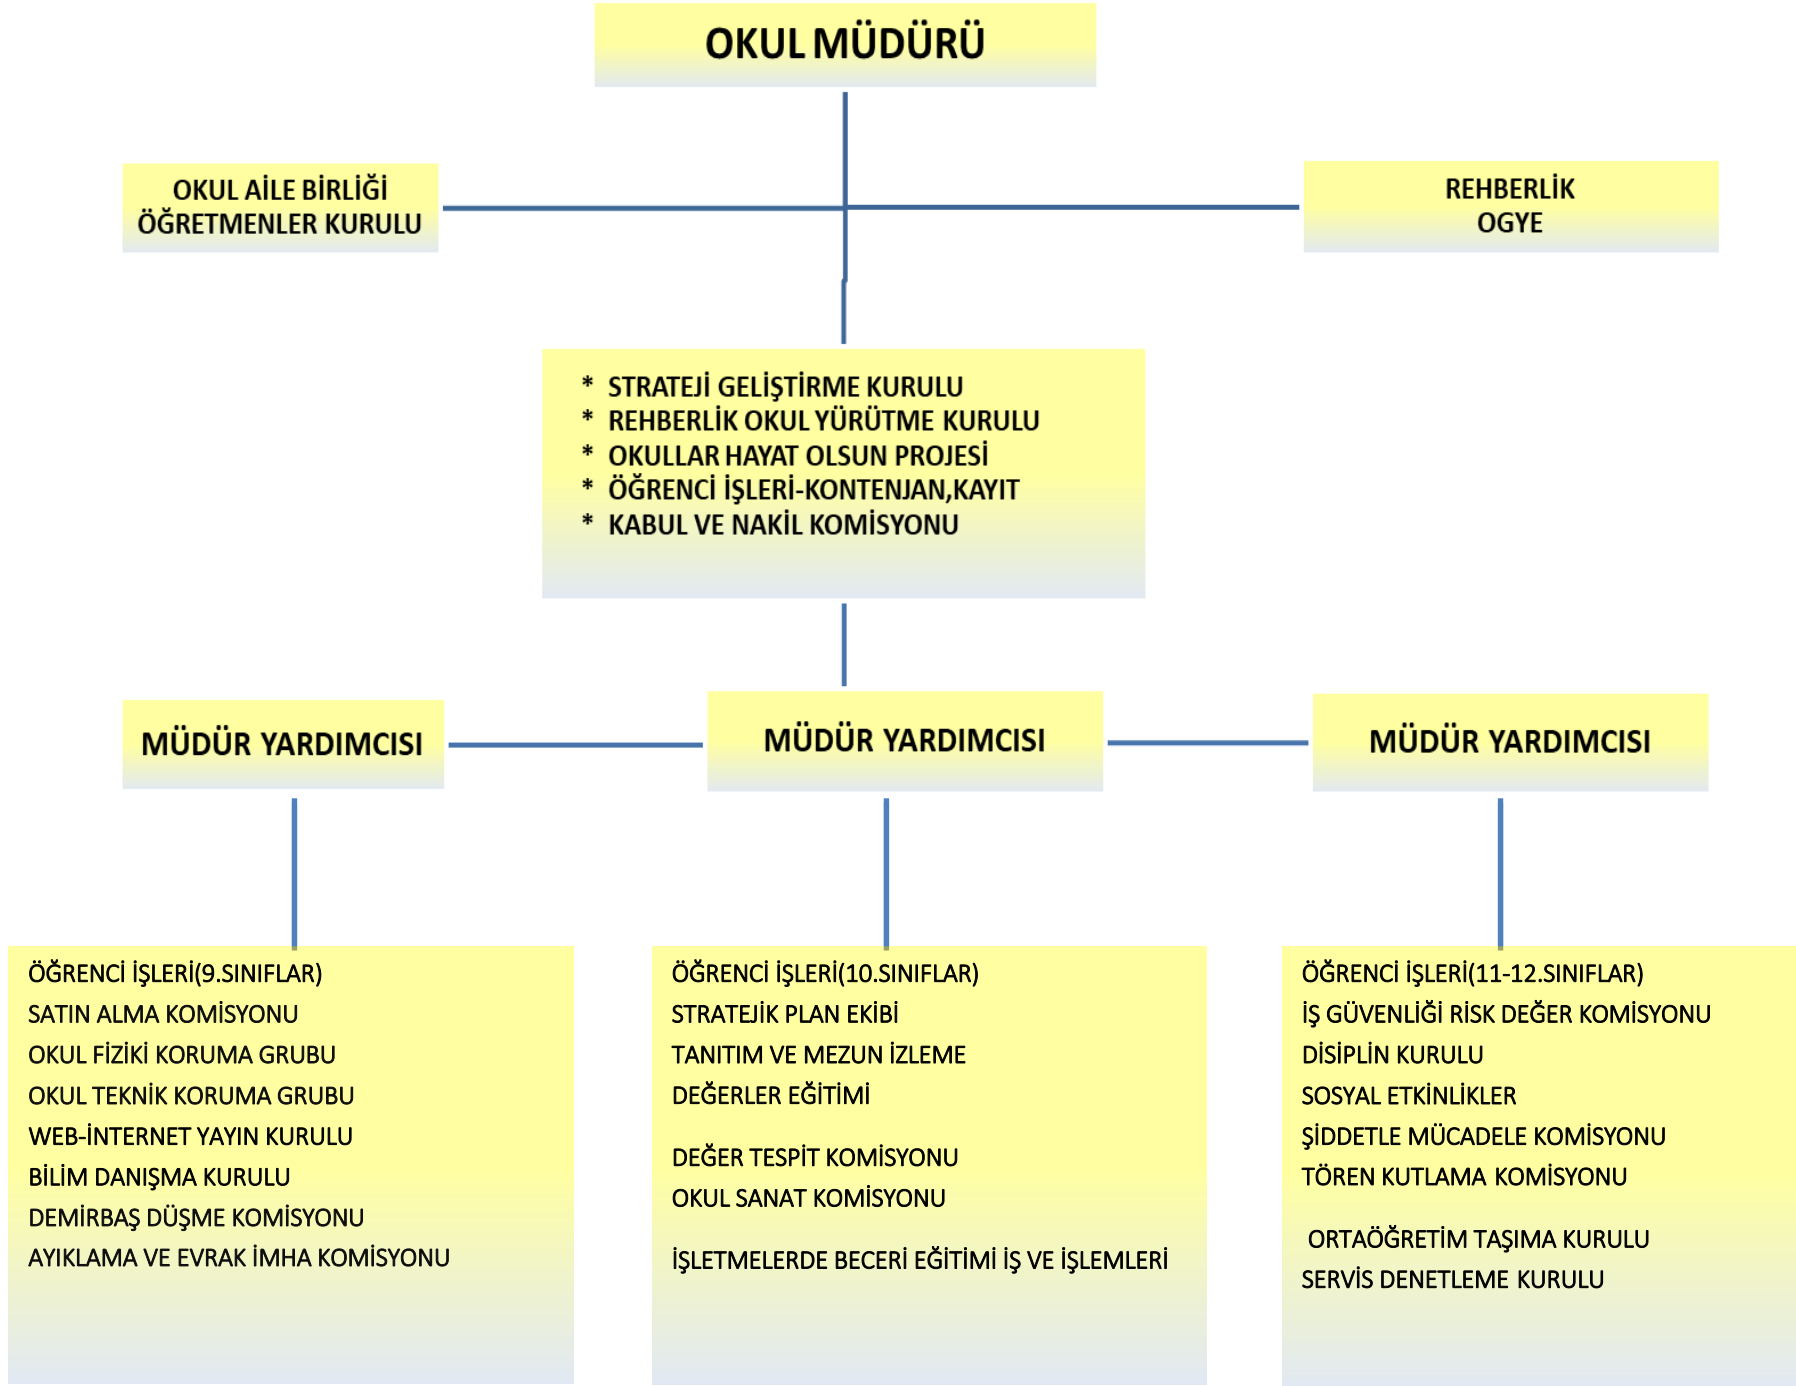 OKUL MÜDÜRÜ
OKUL AİLE BİRLİĞİ
ÖĞRETMENLER KURULU
REHBERLİK
OGYE
* STRATEJİ GELİŞTİRME KURULU
* REHBERLİK OKUL YÜRÜTME KURULU
* OKULLAR HAYAT OLSUN PROJESİ
* ÖĞRENCİ İŞLERİ-KONTENJAN,KAYIT
* KABUL VE NAKİL KOMİSYONU
MÜDÜR YARDIMCISI
MÜDÜR YARDIMCISI
MÜDÜR YARDIMCISI
ÖĞRENCİ İŞLERİ(9.SINIFLAR)
SATIN ALMA KOMİSYONU
OKUL FİZİKİ KORUMA GRUBU
OKUL TEKNİK KORUMA GRUBU
WEB-İNTERNET YAYIN KURULU
BİLİM DANIŞMA KURULU
DEMİRBAŞ DÜŞME KOMİSYONU
AYIKLAMA VE EVRAK İMHA KOMİSYONU
ÖĞRENCİ İŞLERİ(10.SINIFLAR)
STRATEJİK PLAN EKİBİ
TANITIM VE MEZUN İZLEME
DEĞERLER EĞİTİMİ
DEĞER TESPİT KOMİSYONU
OKUL SANAT KOMİSYONU
İŞLETMELERDE BECERİ EĞİTİMİ İŞ VE İŞLEMLERİ
ÖĞRENCİ İŞLERİ(11-12.SINIFLAR)
İŞ GÜVENLİĞİ RİSK DEĞER KOMİSYONU
DİSİPLİN KURULU
SOSYAL ETKİNLİKLER
ŞİDDETLE MÜCADELE KOMİSYONU
TÖREN KUTLAMA KOMİSYONU
ORTAÖĞRETİM TAŞIMA KURULU
SERVİS DENETLEME KURULU